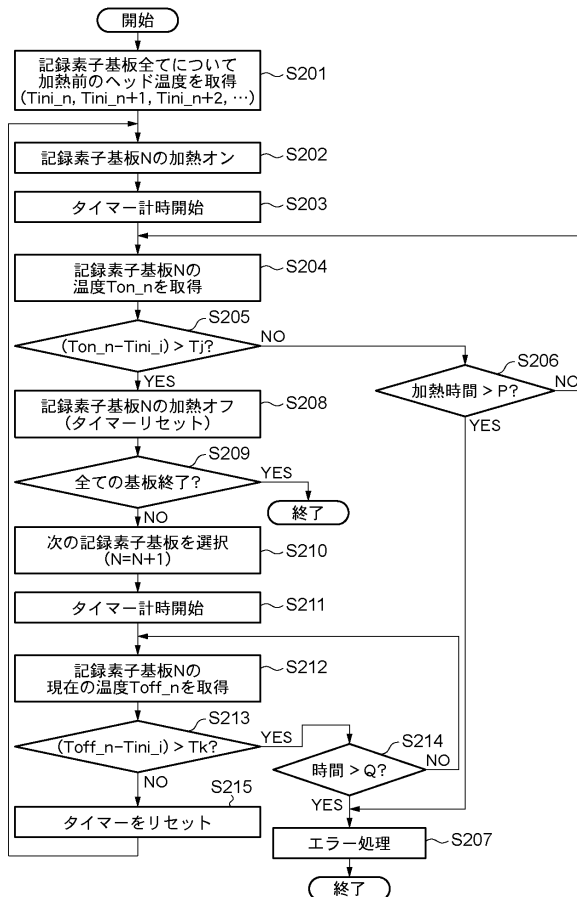 開始
記録素子基板全てについて
加熱前のヘッド温度を取得
(Tini_n, Tini_n+1, Tini_n+2, …)
S201
記録素子基板Nの加熱オン
S202
タイマー計時開始
S203
記録素子基板Nの
温度Ton_nを取得
S204
(Ton_n-Tini_i) > Tj?
S205
NO
YES
加熱時間 > P?
S206
NO
YES
記録素子基板Nの加熱オフ
(タイマーリセット)
S208
全ての基板終了?
S209
YES
終了
NO
次の記録素子基板を選択
(N=N+1)
S210
タイマー計時開始
S211
記録素子基板Nの
現在の温度Toff_nを取得
S212
(Toff_n-Tini_i) > Tk?
S213
YES
NO
時間 > Q?
S214
NO
YES
タイマーをリセット
S215
エラー処理
S207
終了